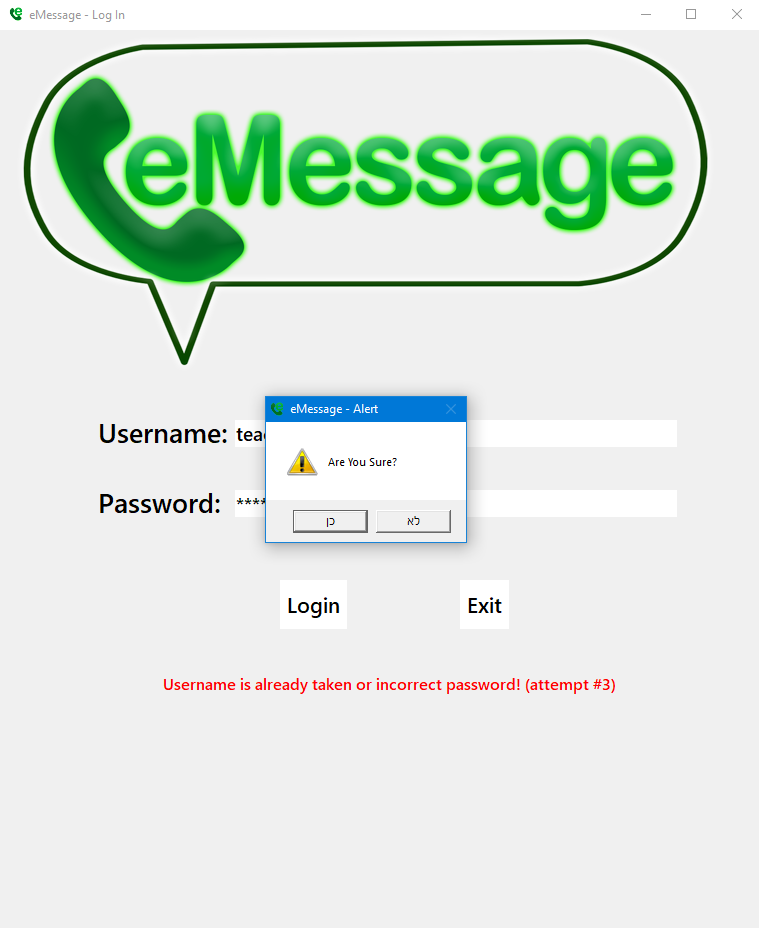 eMessage - Log In
eMessage
eMessage - Alert
Username:
Are You Sure?
Password: ****
כן לא
Login Exit
Username is already taken or incorrect password! (attempt #3)